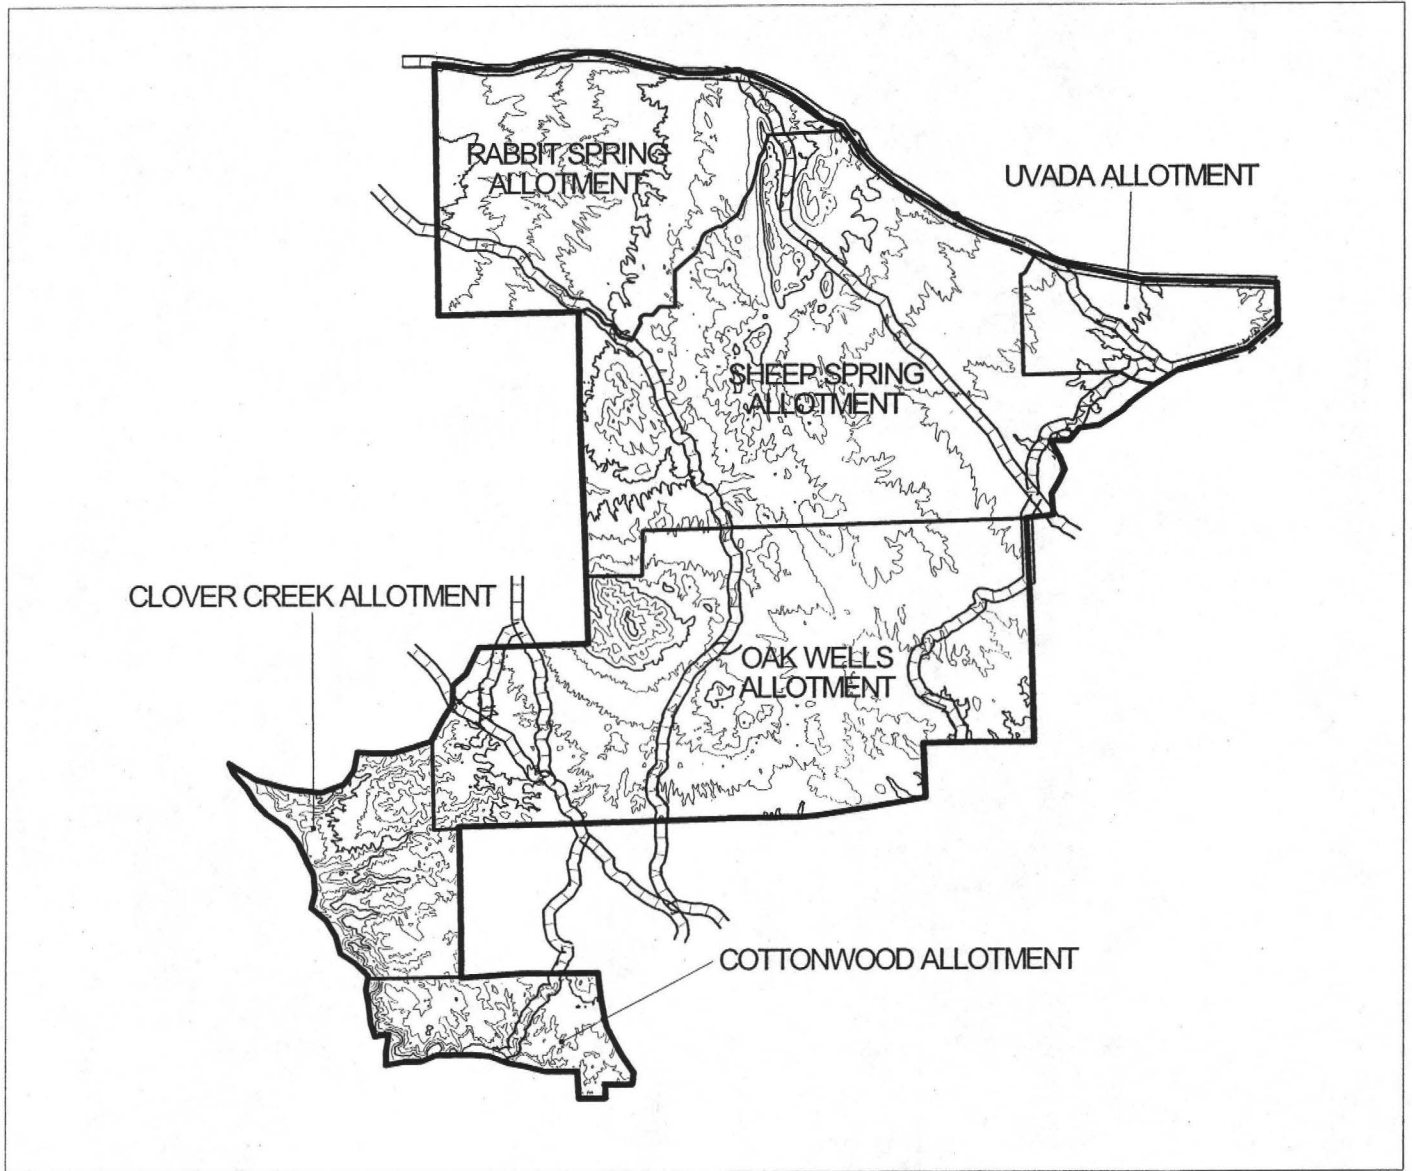 RABBIT SPRING
ALLOTMENT
UVADA ALLOTMENT
SHEEP SPRING
ALLOTMENT
CLOVER CREEK ALLOTMENT
OAK WELLS
ALLOTMENT
COTTONWOOD ALLOTMENT